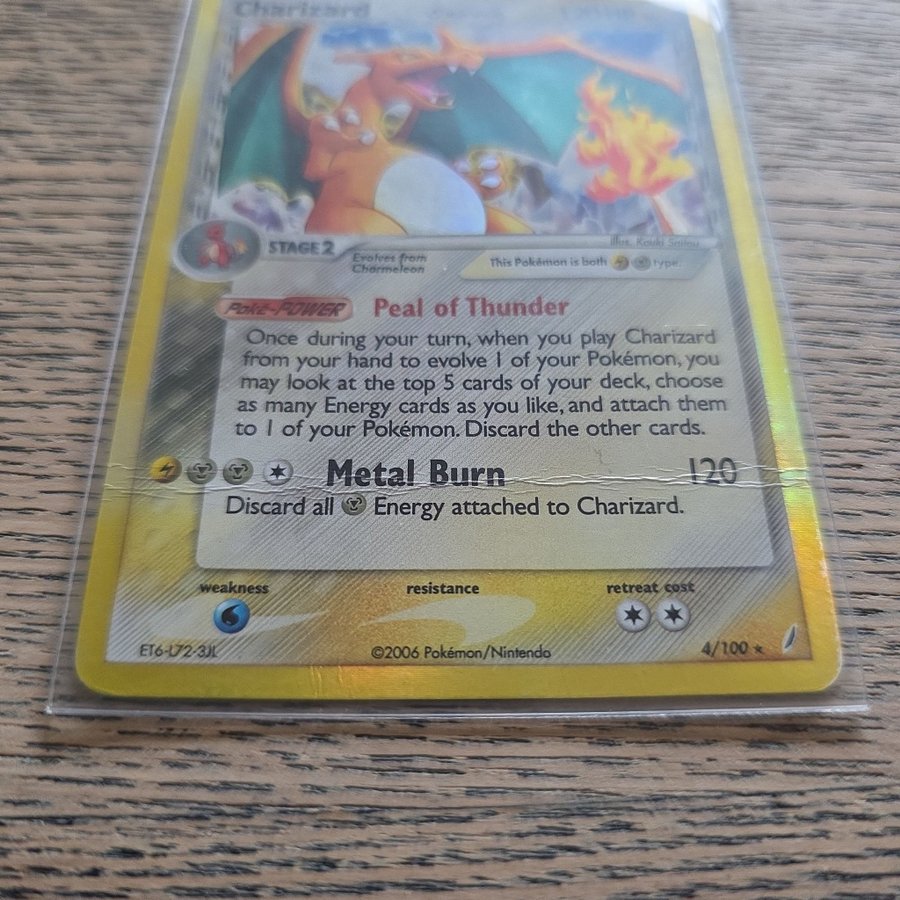 Charizard
STAGE 2
Evolves from
Charmeleon
Illus. Kouki Saitou
This Pokémon is both type.
Poké-POWER Peal of Thunder
Once during your turn, when you play Charizard
from your hand to evolve 1 of your Pokémon, you
may look at the top 5 cards of your deck, choose
as many Energy cards as you like, and attach them
to 1 of your Pokémon. Discard the other cards.
Metal Burn 120
Discard all Energy attached to Charizard.
weakness resistance retreat cost
ET6-L72-3JL ©2006 Pokémon/Nintendo 4/100 ★